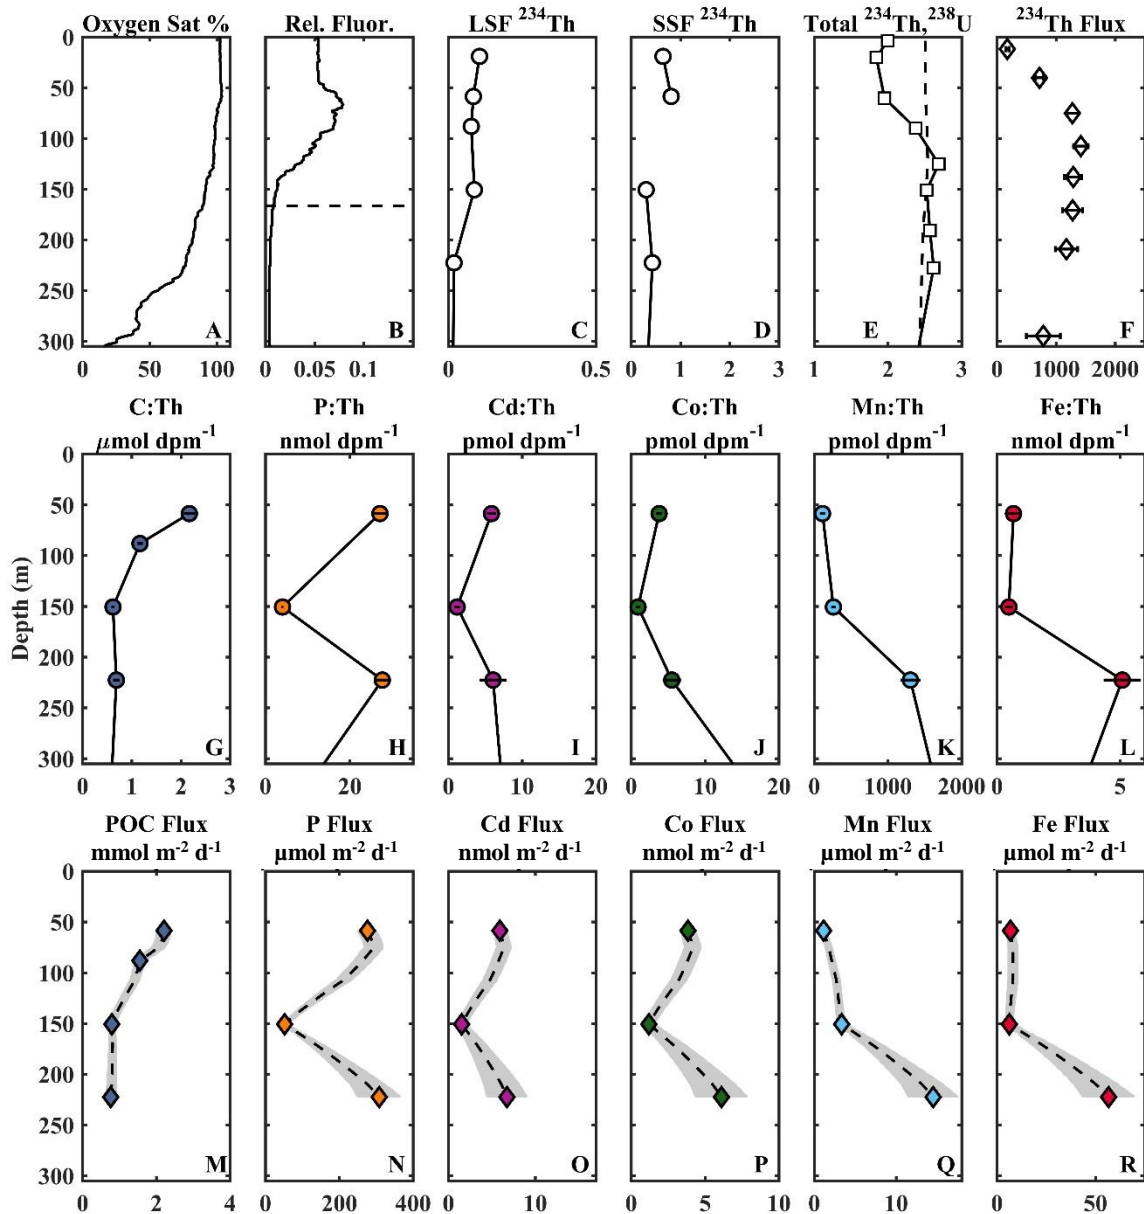 Oxygen Sat % Rel. Fluor. LSF ²³⁴Th SSF ²³⁴Th Total ²³⁴Th, ²³⁸U ²³⁴Th Flux
0
50
100
150
200
250
300
A B C D E F
0 50 100 0 0.05 0.1 0 0.5 0 1 2 3 1 2 3 0 1000 2000
C:Th P:Th Cd:Th Co:Th Mn:Th Fe:Th
μmol dpm⁻¹ nmol dpm⁻¹ pmol dpm⁻¹ pmol dpm⁻¹ pmol dpm⁻¹ nmol dpm⁻¹
0
50
100
150
200
250
300
Depth (m)
G H I J K L
0 1 2 3 0 20 0 10 20 0 10 20 0 1000 2000 0 5
POC Flux P Flux Cd Flux Co Flux Mn Flux Fe Flux
mmol m⁻² d⁻¹ μmol m⁻² d⁻¹ nmol m⁻² d⁻¹ nmol m⁻² d⁻¹ μmol m⁻² d⁻¹ μmol m⁻² d⁻¹
0
50
100
150
200
250
300
M N O P Q R
0 2 4 0 200 400 0 10 0 5 10 0 10 0 50